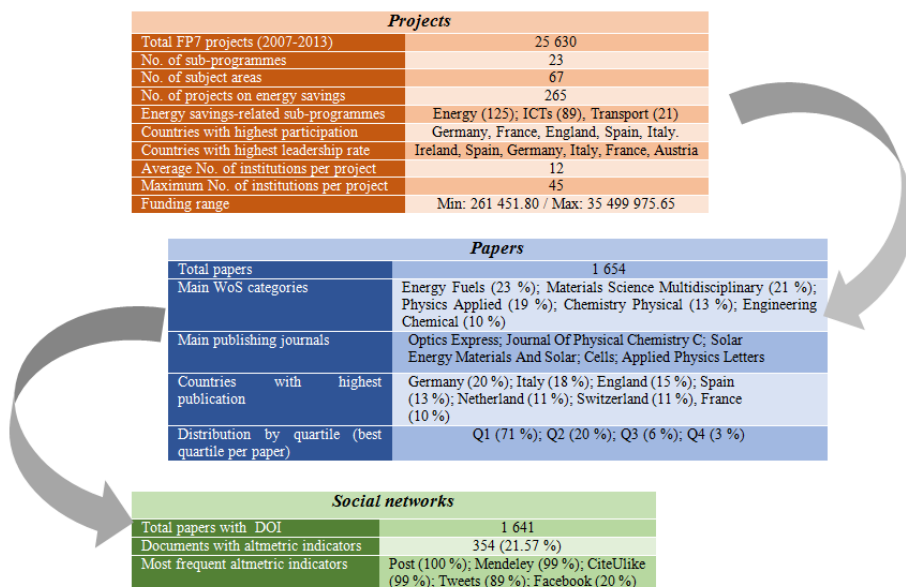 Projects
Total FP7 projects (2007-2013) 25 630
No. of sub-programmes 23
No. of subject areas 67
No. of projects on energy savings 265
Energy savings-related sub-programmes Energy (125); ICTs (89), Transport (21)
Countries with highest participation Germany, France, England, Spain, Italy.
Countries with highest leadership rate Ireland, Spain, Germany, Italy, France, Austria
Average No. of institutions per project 12
Maximum No. of institutions per project 45
Funding range Min: 261 451.80 / Max: 35 499 975.65
Papers
Total papers 1 654
Main WoS categories Energy Fuels (23 %); Materials Science Multidisciplinary (21 %);
Physics Applied (19 %); Chemistry Physical (13 %); Engineering
Chemical (10 %)
Main publishing journals Optics Express; Journal Of Physical Chemistry C; Solar
Energy Materials And Solar; Cells; Applied Physics Letters
Countries with highest Germany (20 %); Italy (18 %); England (15 %); Spain
publication (13 %); Netherland (11 %); Switzerland (11 %), France
(10 %)
Distribution by quartile (best Q1 (71 %); Q2 (20 %); Q3 (6 %); Q4 (3 %)
quartile per paper)
Social networks
Total papers with DOI 1 641
Documents with altmetric indicators 354 (21.57 %)
Most frequent altmetric indicators Post (100 %); Mendeley (99 %); CiteUlike
(99 %); Tweets (89 %); Facebook (20 %)